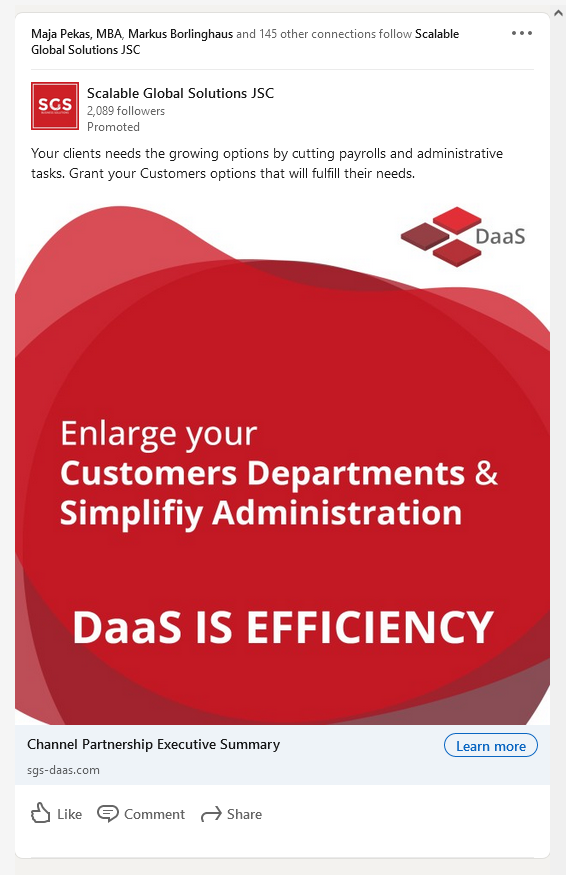 Maja Pekas, MBA, Markus Borlinghaus and 145 other connections follow Scalable
Global Solutions JSC
SGS
Scalable Global Solutions JSC
2,089 followers
Promoted
Your clients needs the growing options by cutting payrolls and administrative
tasks. Grant your Customers options that will fulfill their needs.
DaaS
Enlarge your
Customers Departments &
Simplifiy Administration
DaaS IS EFFICIENCY
Channel Partnership Executive Summary
Learn more
sgs-daas.com
Like Comment Share